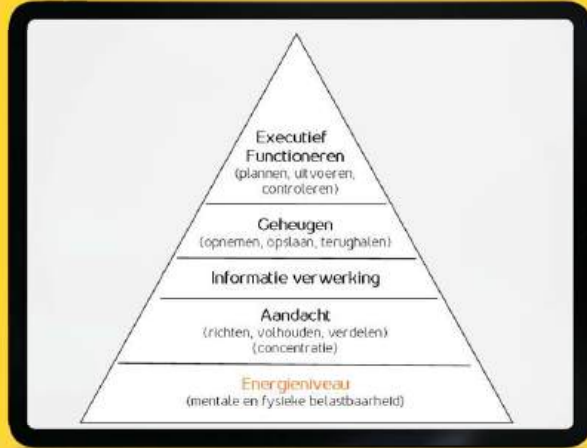 Executief
Functioneren
(plannen, uitvoeren,
controleren)
Geheugen
(opnemen, opslaan, terughalen)
Informatie verwerking
Aandacht
(richten, volhouden, verdelen)
(concentratie)
Energieniveau
(mentale en fysieke belastbaarheid)